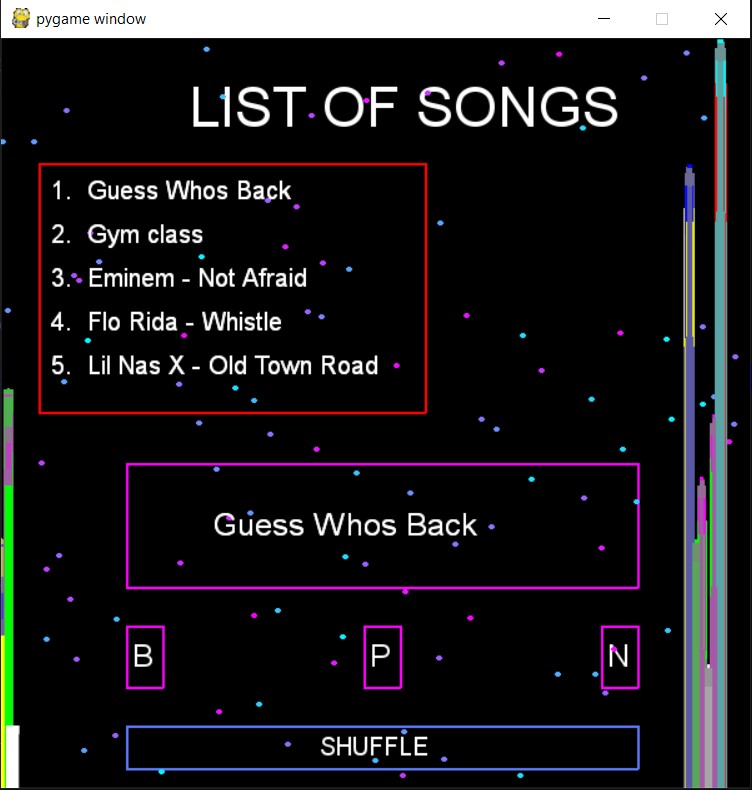 pygame window
LIST OF SONGS
1. Guess Whos Back
2. Gym class
3. Eminem - Not Afraid
4. Flo Rida - Whistle
5. Lil Nas X - Old Town Road
Guess Whos Back
B P N
SHUFFLE